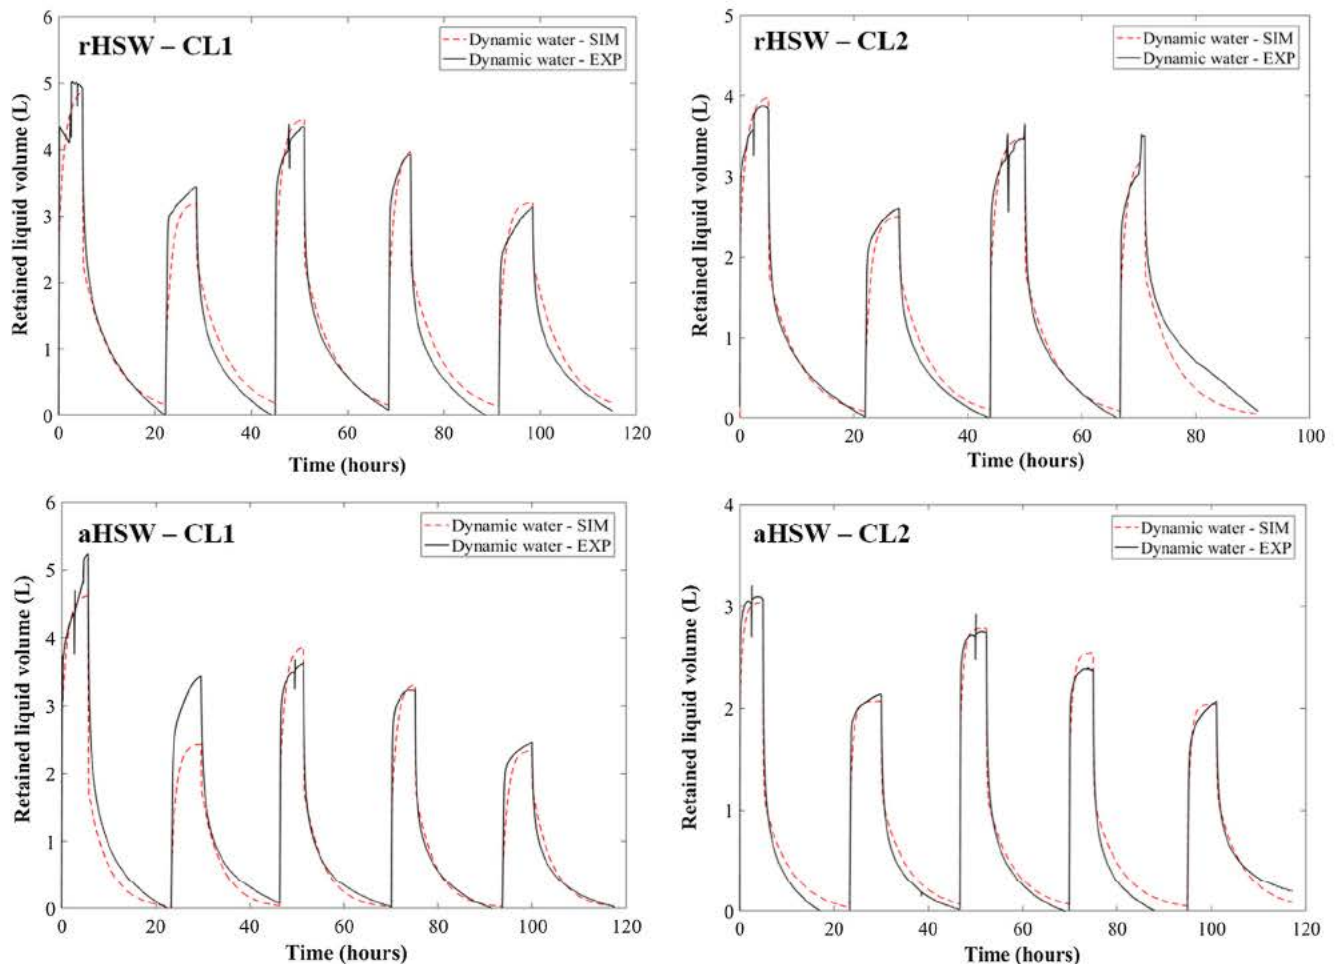 rHSW – CL1
Dynamic water - SIM
Dynamic water - EXP
Retained liquid volume (L)
6
5
4
3
2
1
0
0 20 40 60 80 100 120
Time (hours)
rHSW – CL2
Dynamic water - SIM
Dynamic water - EXP
Retained liquid volume (L)
5
4
3
2
1
0
0 20 40 60 80 100
Time (hours)
aHSW – CL1
Dynamic water - SIM
Dynamic water - EXP
Retained liquid volume (L)
6
5
4
3
2
1
0
0 20 40 60 80 100 120
Time (hours)
aHSW – CL2
Dynamic water - SIM
Dynamic water - EXP
Retained liquid volume (L)
4
3
2
1
0
0 20 40 60 80 100 120
Time (hours)